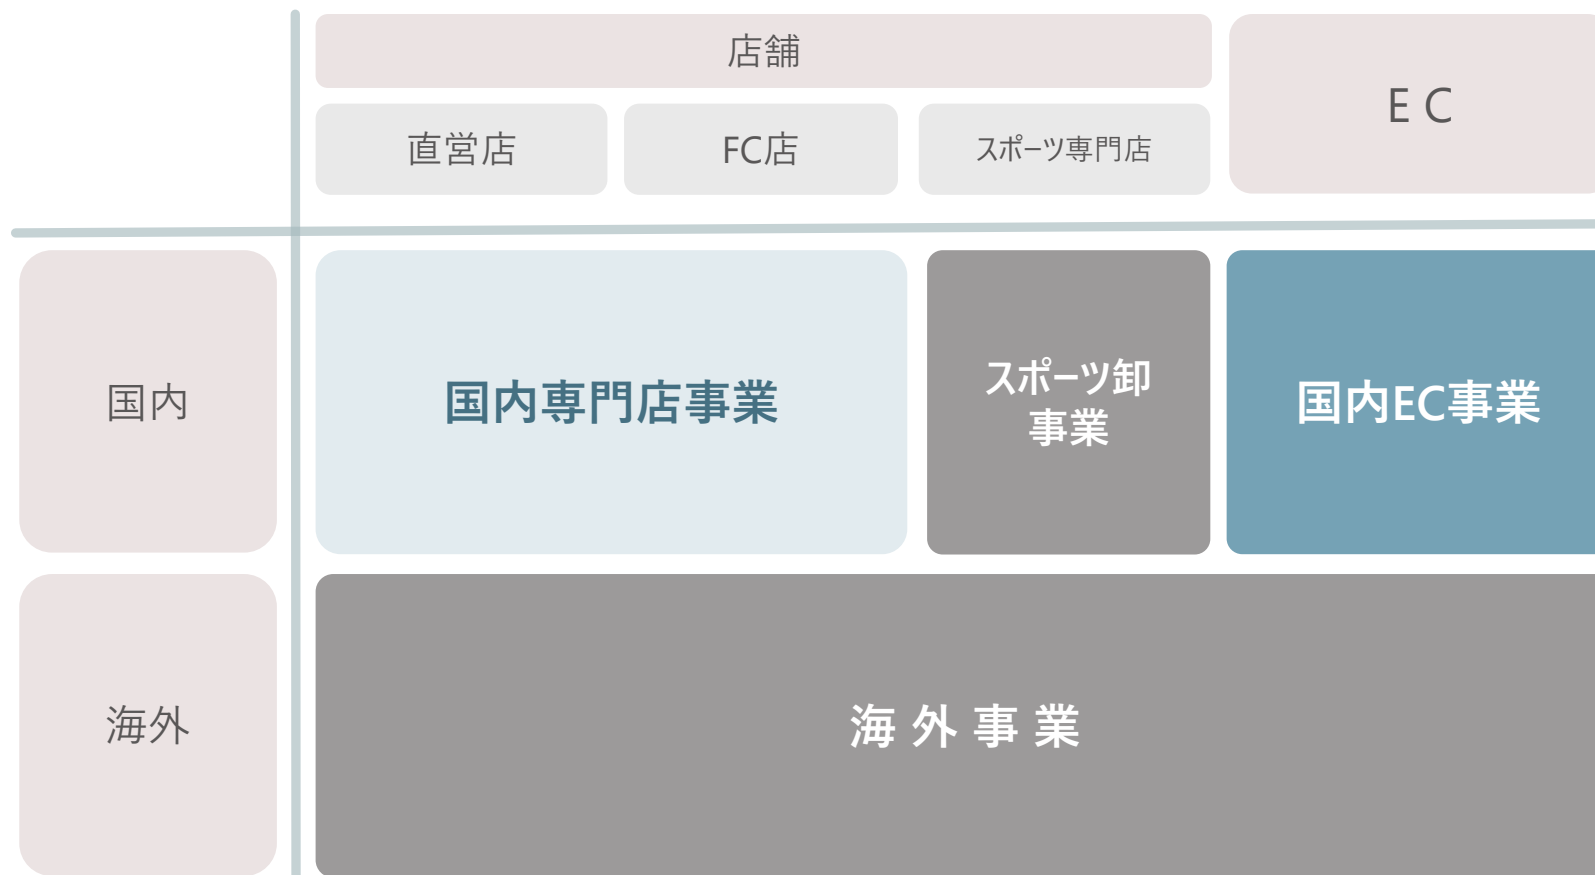 店舗
E C
直営店
FC店
スポーツ専門店
国内
国内専門店事業
スポーツ卸
事業
国内EC事業
海外
海 外 事 業